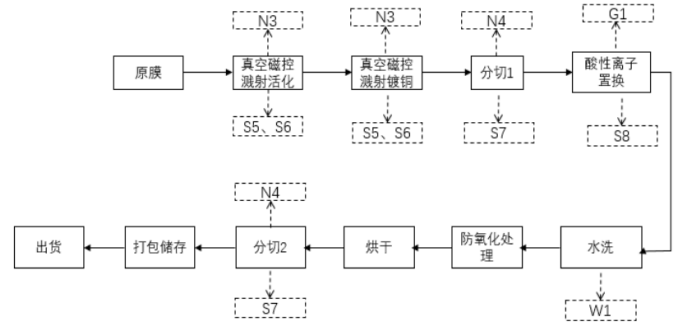 N3
N3
N4
G1
原膜
真空磁控
溅射活化
真空磁控
溅射镀铜
分切1
酸性离子
置换
S5、S6
S5、S6
S7
S8
N4
出货
打包储存
分切2
烘干
防氧化处
理
水洗
S7
W1